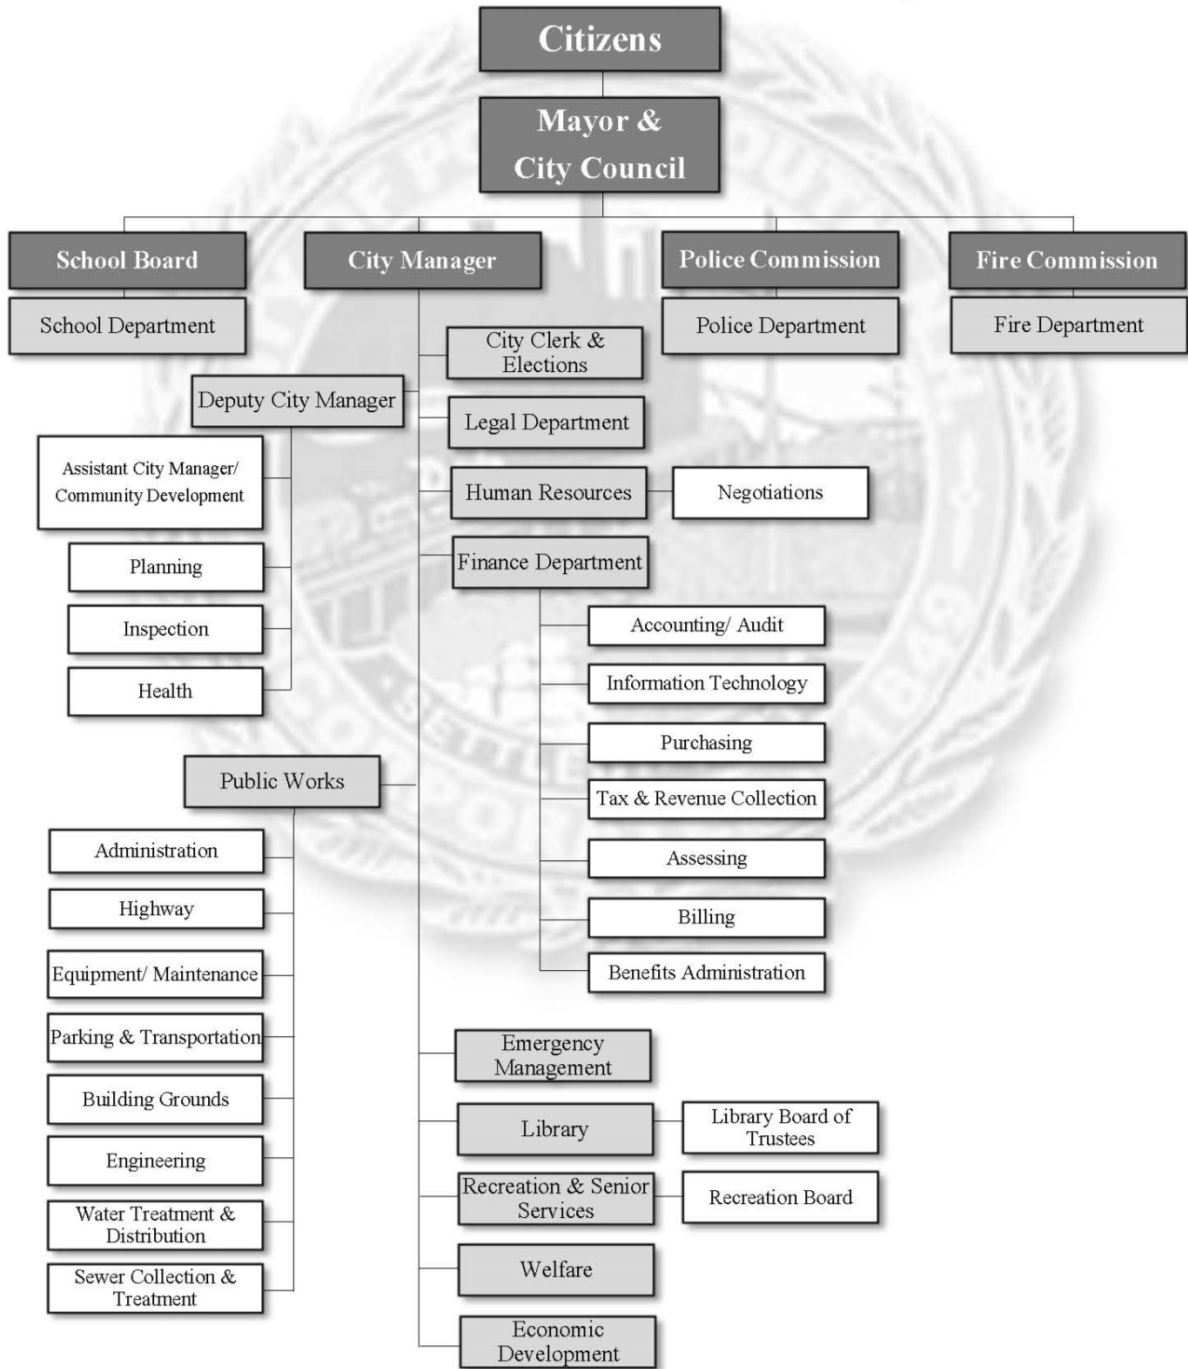 Citizens
Mayor &
City Council
School Board
City Manager
Police Commission
Fire Commission
School Department
Police Department
Fire Department
City Clerk &
Elections
Deputy City Manager
Legal Department
Assistant City Manager/
Community Development
Human Resources
Negotiations
Planning
Finance Department
Inspection
Accounting/ Audit
Health
Information Technology
Purchasing
Public Works
Tax & Revenue Collection
Administration
Assessing
Highway
Billing
Equipment/ Maintenance
Benefits Administration
Parking & Transportation
Emergency
Management
Building Grounds
Library
Library Board of
Trustees
Engineering
Recreation & Senior
Services
Recreation Board
Water Treatment &
Distribution
Welfare
Sewer Collection &
Treatment
Economic
Development
1849